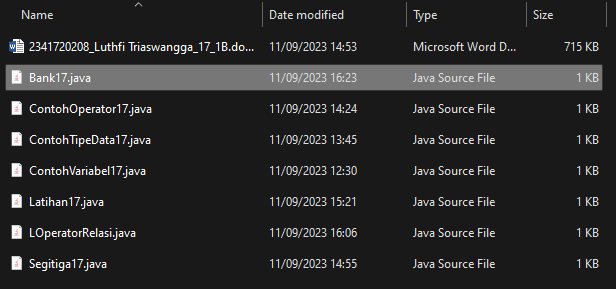 Name Date modified Type Size
2341720208_Luthfi Triaswangga_17_1B.do... 11/09/2023 14:53 Microsoft Word D... 715 KB
Bank17.java 11/09/2023 16:23 Java Source File 1 KB
ContohOperator17.java 11/09/2023 14:24 Java Source File 1 KB
ContohTipeData17.java 11/09/2023 13:45 Java Source File 1 KB
ContohVariabel17.java 11/09/2023 12:30 Java Source File 1 KB
Latihan17.java 11/09/2023 15:21 Java Source File 1 KB
LOperatorRelasi.java 11/09/2023 16:06 Java Source File 1 KB
Segitiga17.java 11/09/2023 14:55 Java Source File 1 KB